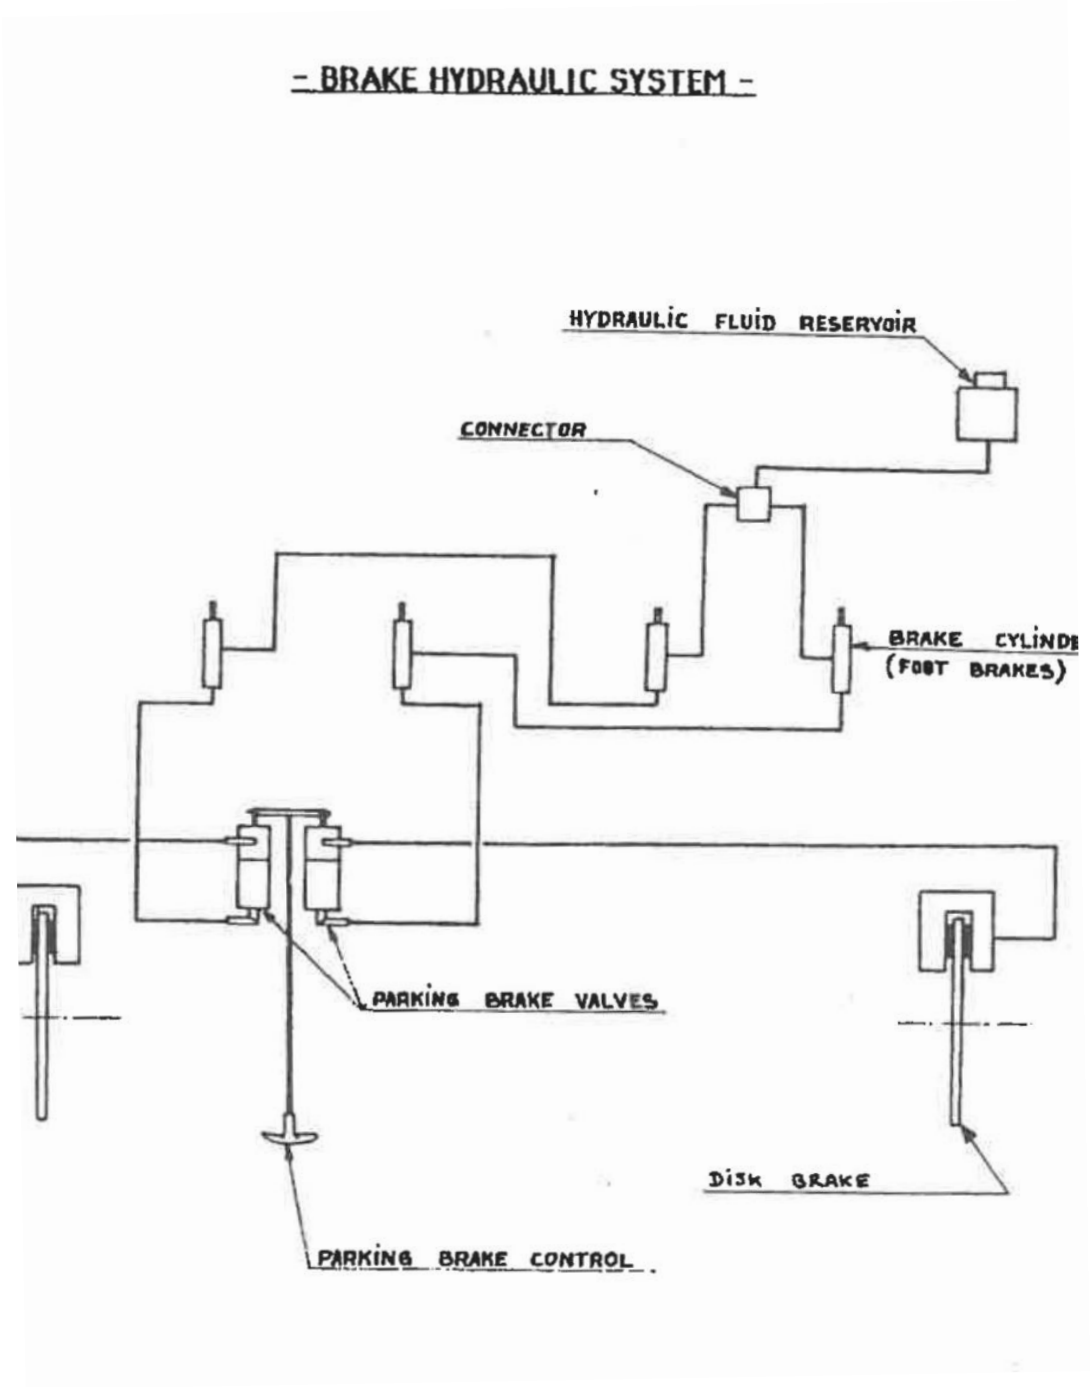 - BRAKE HYDRAULIC SYSTEM -
HYDRAULIC FLUID RESERVOIR
CONNECTOR
BRAKE CYLINDE
(FOOT BRAKES)
PARKING BRAKE VALVES
DISK BRAKE
PARKING BRAKE CONTROL